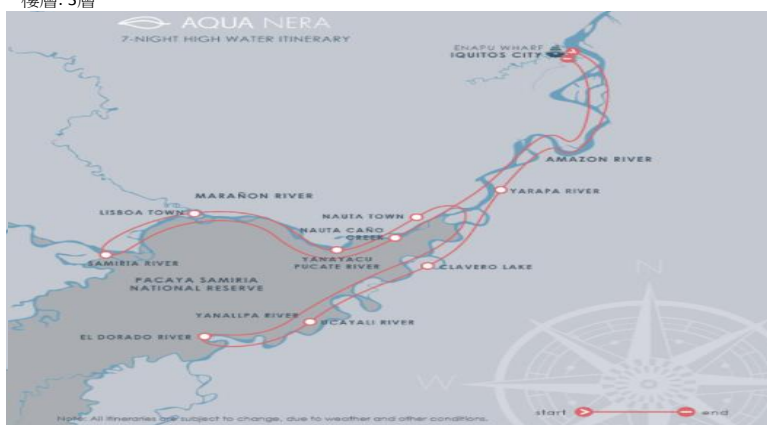 樓層: 3層
AQUA NERA
7-NIGHT HIGH WATER ITINERARY
ENAPU WHARF
IQUITOS CITY
AMAZON RIVER
YARAPA RIVER
MARAÑON RIVER
LISBOA TOWN
NAUTA TOWN
NAUTA CAÑO
CREEK
SAMIRIA RIVER
YANAYACU
PUCATE RIVER
CLAVERO LAKE
PACAYA SAMIRIA
NATIONAL RESERVE
YANALLPA RIVER
UCAYALI RIVER
EL DORADO RIVER
N
W
start
end
Note: All itineraries are subject to change, due to weather and other conditions.